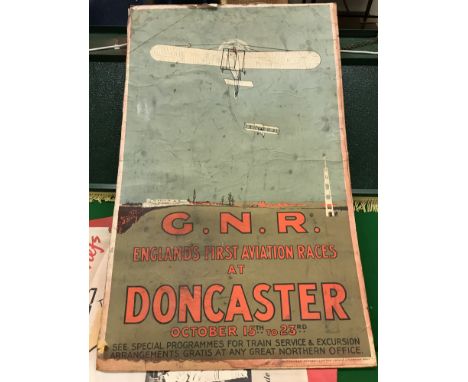 G.N.R.
ENGLAND'S FIRST AVIATION RACES
AT
DONCASTER
OCTOBER 15TH TO 23RD
SEE SPECIAL PROGRAMMES FOR TRAIN SERVICE & EXCURSION
ARRANGEMENTS GRATIS AT ANY GREAT NORTHERN OFFICE.